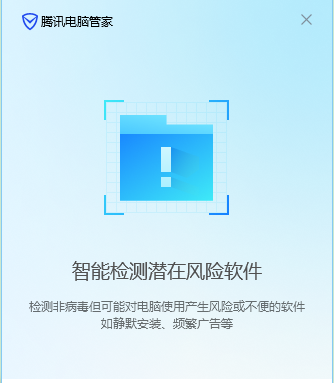 腾讯电脑管家
智能检测潜在风险软件
检测非病毒但可能对电脑使用产生风险或不便的软件
如静默安装、频繁广告等